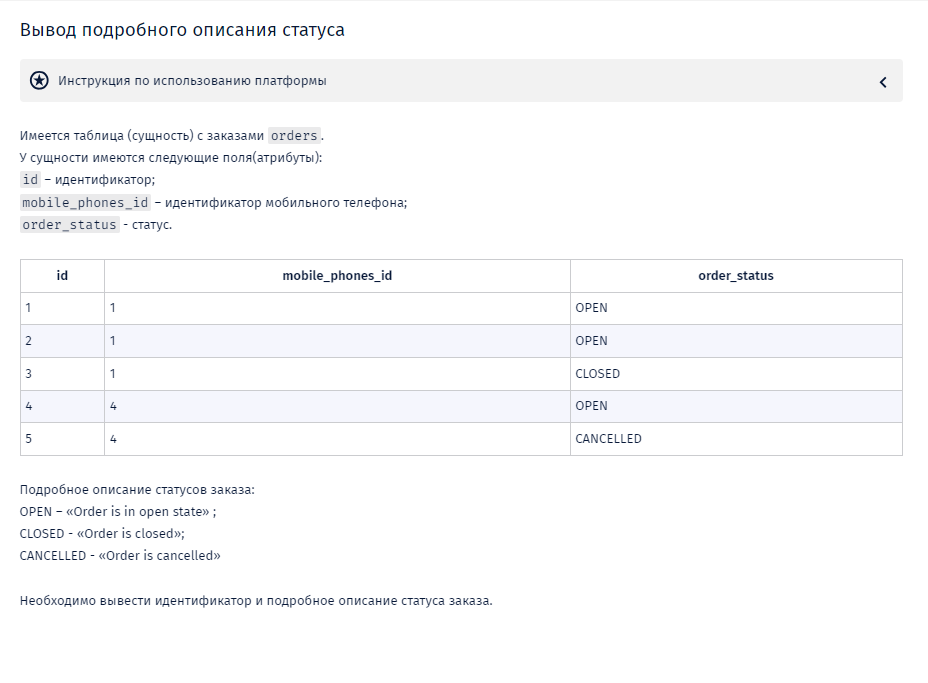 Вывод подробного описания статуса
Инструкция по использованию платформы
Имеется таблица (сущность) с заказами orders.
У сущности имеются следующие поля(атрибуты):
id – идентификатор;
mobile_phones_id – идентификатор мобильного телефона;
order_status - статус.
id mobile_phones_id order_status
1 1 OPEN
2 1 OPEN
3 1 CLOSED
4 4 OPEN
5 4 CANCELLED
Подробное описание статусов заказа:
OPEN – «Order is in open state» ;
CLOSED - «Order is closed»;
CANCELLED - «Order is cancelled»
Необходимо вывести идентификатор и подробное описание статуса заказа.